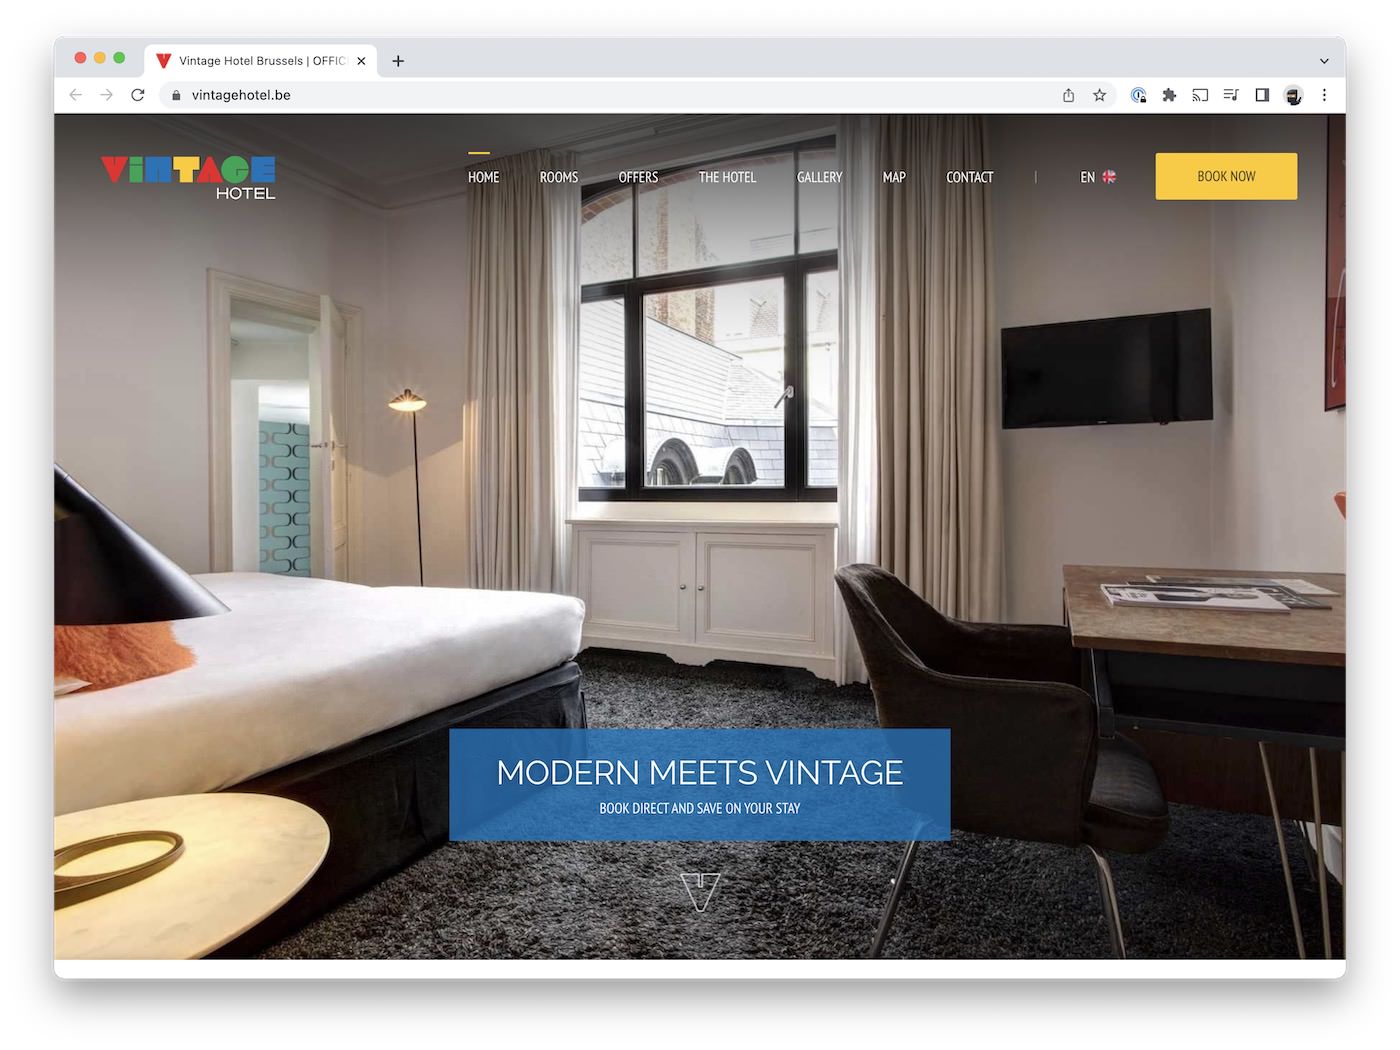 Vintage Hotel Brussels | OFFIC
vintagehotel.be
ViNTAGE
HOTEL
HOME
ROOMS
OFFERS
THE HOTEL
GALLERY
MAP
CONTACT
|
EN
BOOK NOW
MODERN MEETS VINTAGE
BOOK DIRECT AND SAVE ON YOUR STAY